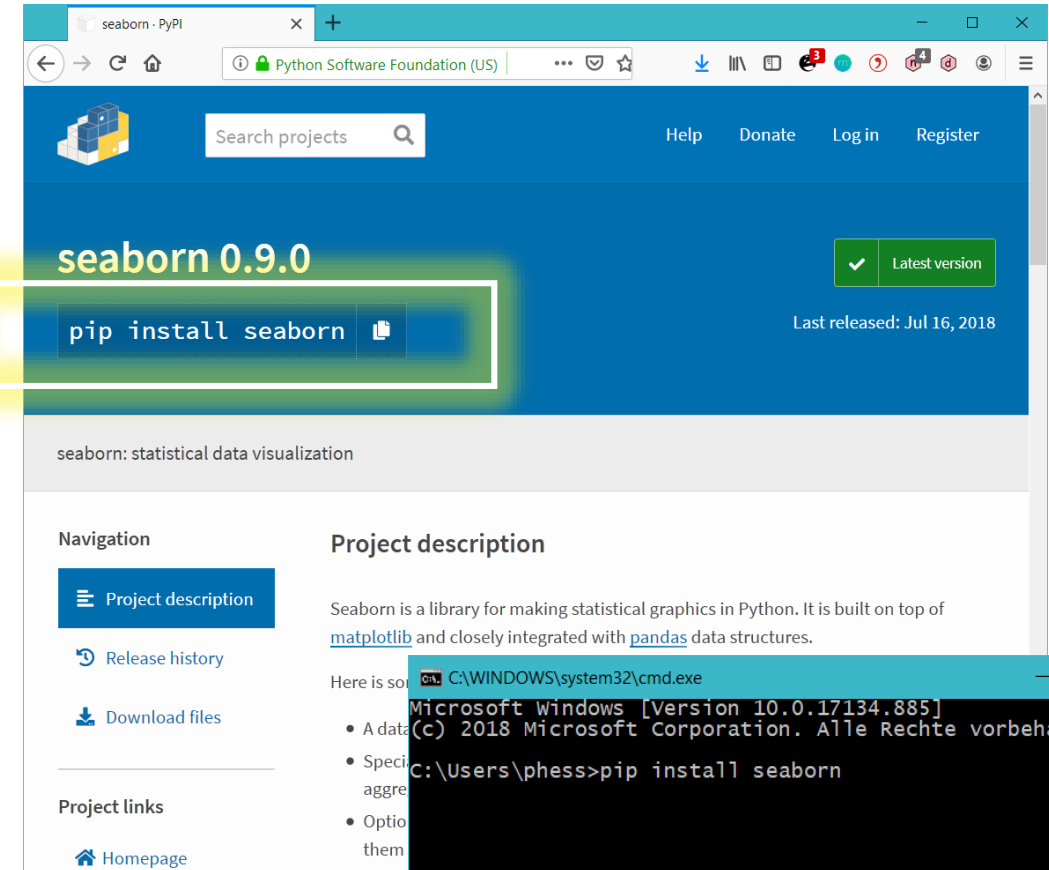 seaborn · PyPI
Python Software Foundation (US)
3
4
Search projects
Help Donate Log in Register
seaborn 0.9.0
Latest version
pip install seaborn
Last released: Jul 16, 2018
seaborn: statistical data visualization
Navigation
Project description
Release history
Download files
Project links
Homepage
Project description
Seaborn is a library for making statistical graphics in Python. It is built on top of
matplotlib and closely integrated with pandas data structures.
Here is
A
them
C:\WINDOWS\system32\cmd.exe
Microsoft Windows [Version 10.0.17134.885]
(c) 2018 Microsoft Corporation. Alle Rechte
C:\Users\phess>pip install seaborn